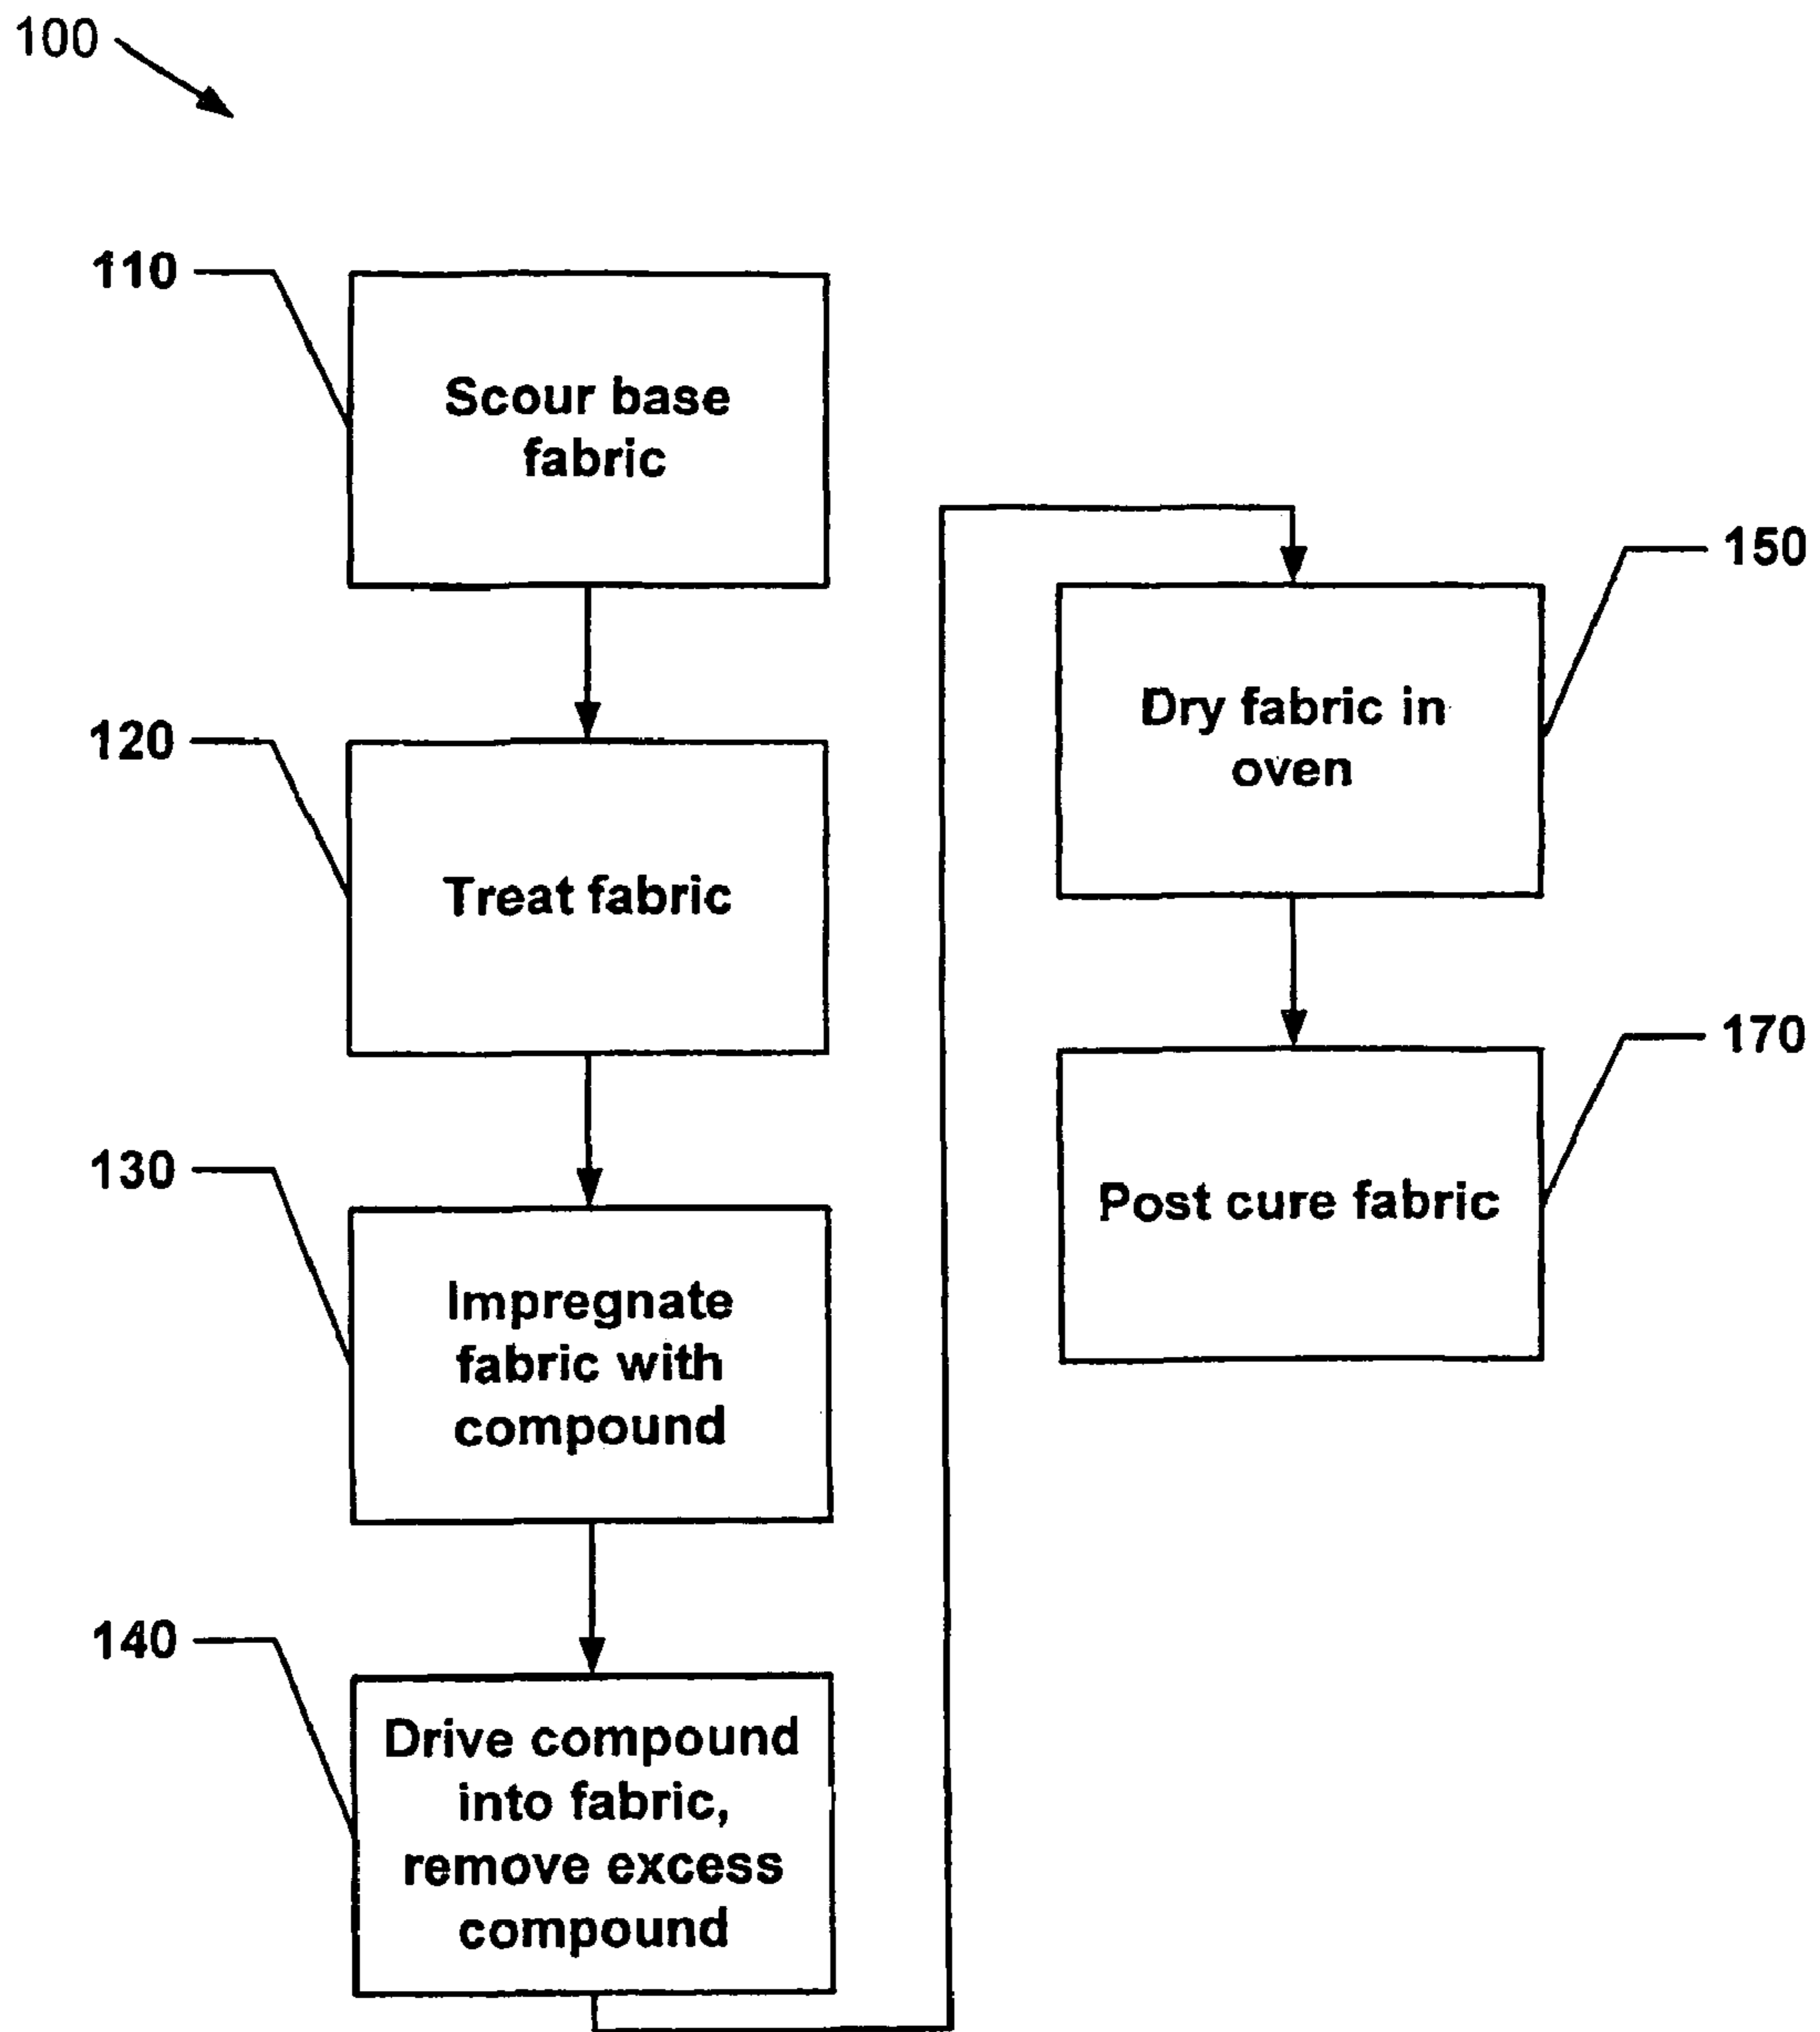 100
110
Scour base
fabric
120
Treat fabric
130
Impregnate
fabric with
compound
140
Drive compound
into fabric,
remove excess
compound
150
Dry fabric in
oven
170
Post cure fabric